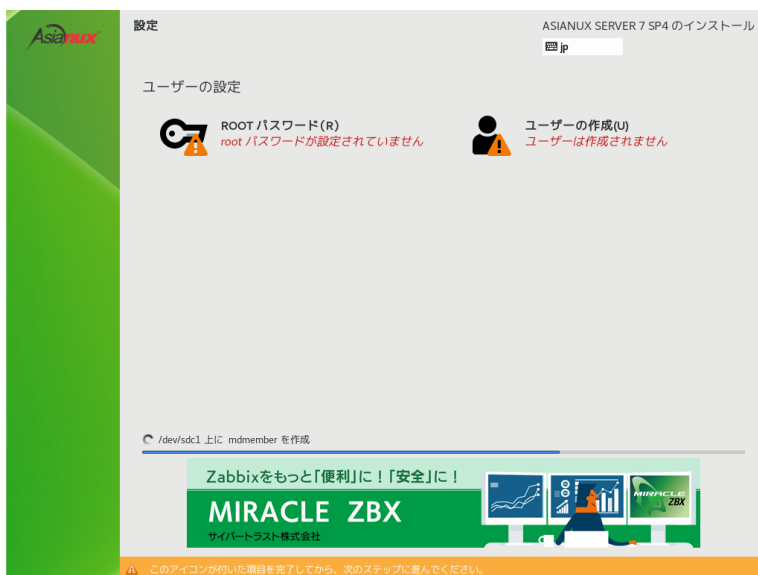 Asianux
設定
ASIANUX SERVER 7 SP4 のインストール
jp
ユーザーの設定
ROOT パスワード(R)
root パスワードが設定されていません
ユーザーの作成(U)
ユーザーは作成されません
/dev/sdc1 上に mdmember を作成
Zabbixをもっと「便利」に!「安全」に!
MIRACLE ZBX
サイバートラスト株式会社
MIRACLE
ZBX
このアイコンが付いた項目を完了してから、次のステップに進んでください。